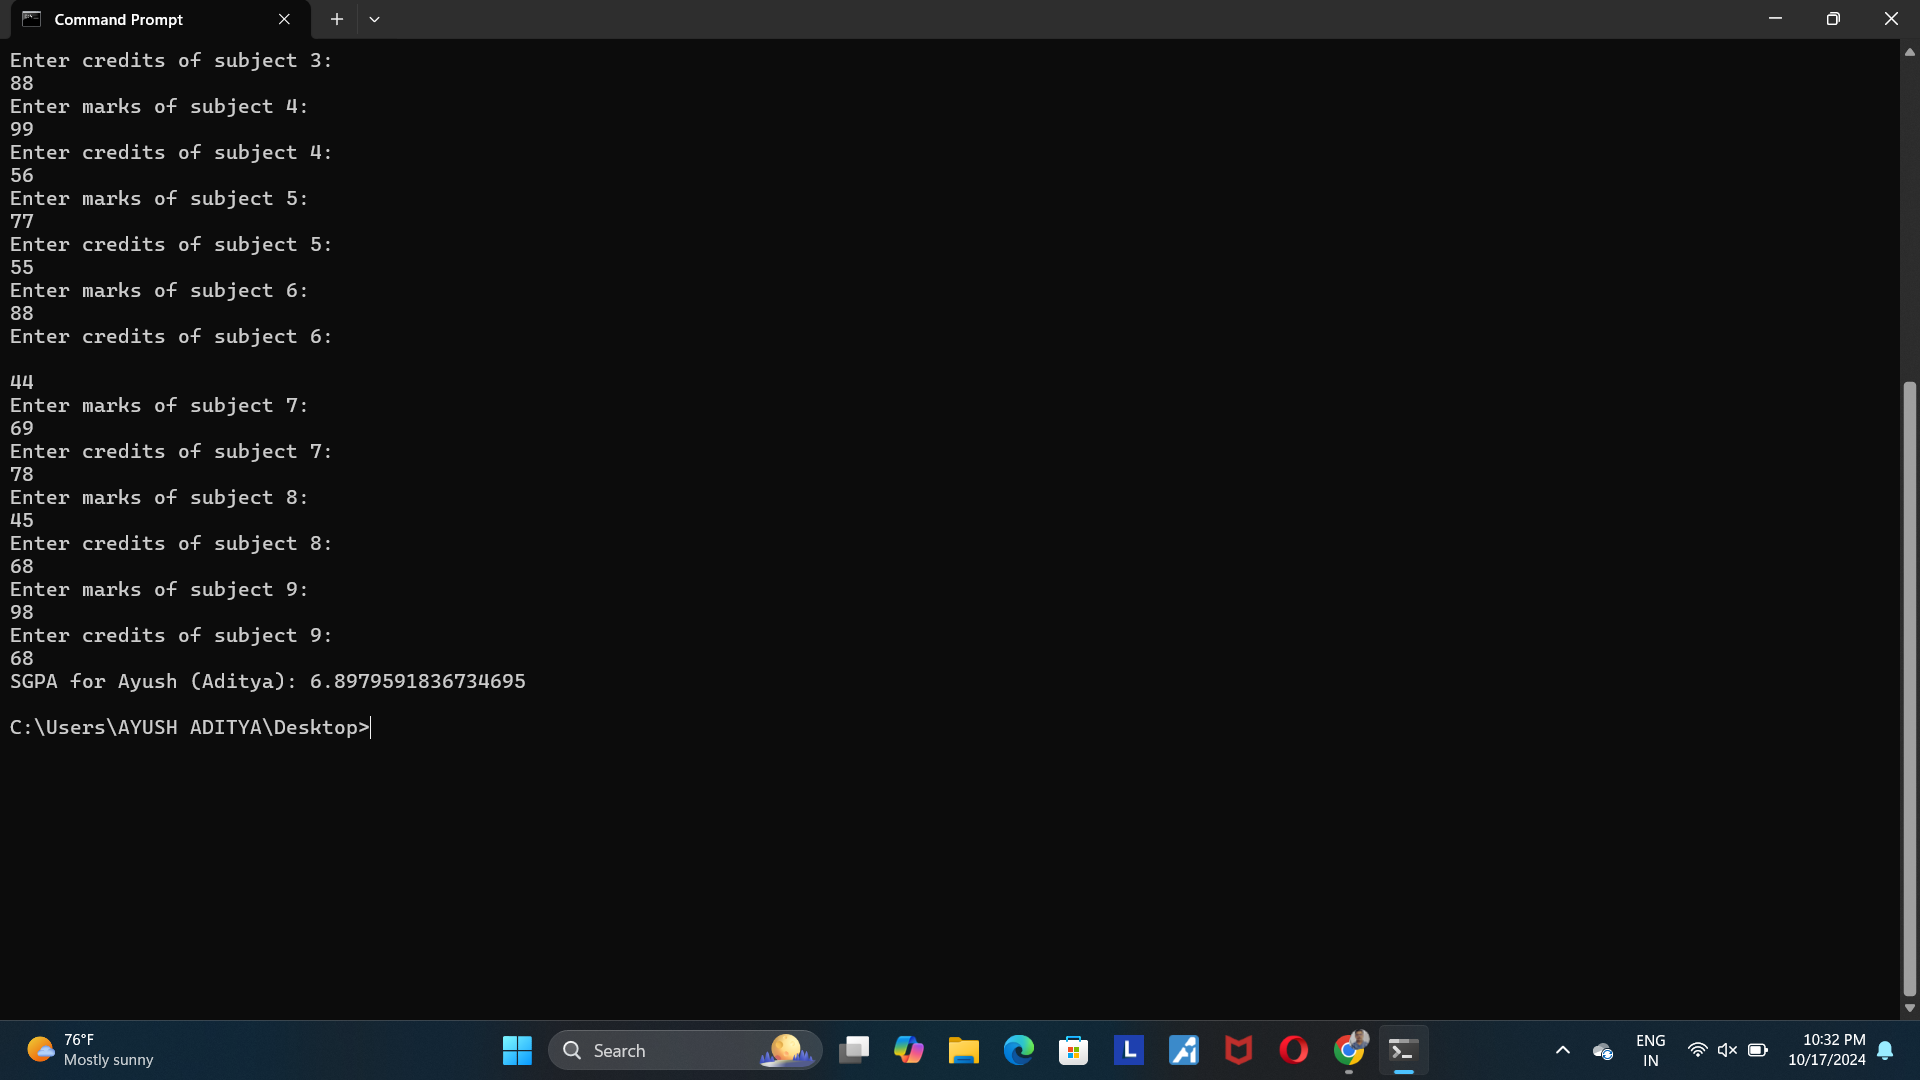 Command Prompt
Enter credits of subject 3:
88
Enter marks of subject 4:
99
Enter credits of subject 4:
56
Enter marks of subject 5:
77
Enter credits of subject 5:
55
Enter marks of subject 6:
88
Enter credits of subject 6:
44
Enter marks of subject 7:
69
Enter credits of subject 7:
78
Enter marks of subject 8:
45
Enter credits of subject 8:
68
Enter marks of subject 9:
98
Enter credits of subject 9:
68
SGPA for Ayush (Aditya): 6.8979591836734695
C:\Users\AYUSH ADITYA\Desktop>
76°F
Mostly sunny
Search
L
ENG
IN
10:32 PM
10/17/2024